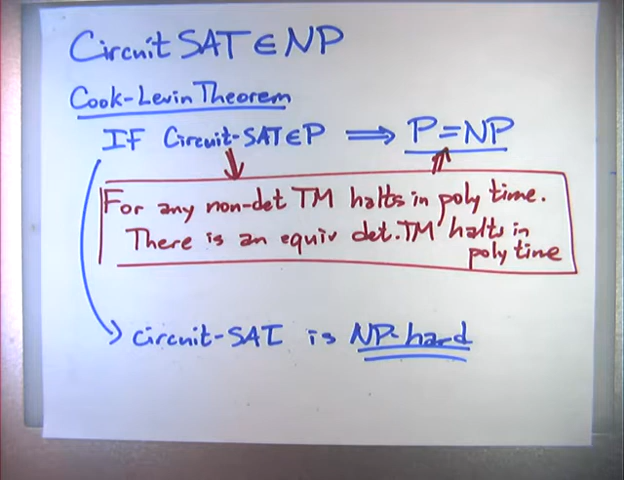 Circuit SAT ∈ NP
Cook-Levin Theorem
IF Circuit-SAT∈P ⟹ P=NP
For any non-det TM halts in poly time.
There is an equiv det. TM halts in
poly time
circuit-SAT is NP-hard